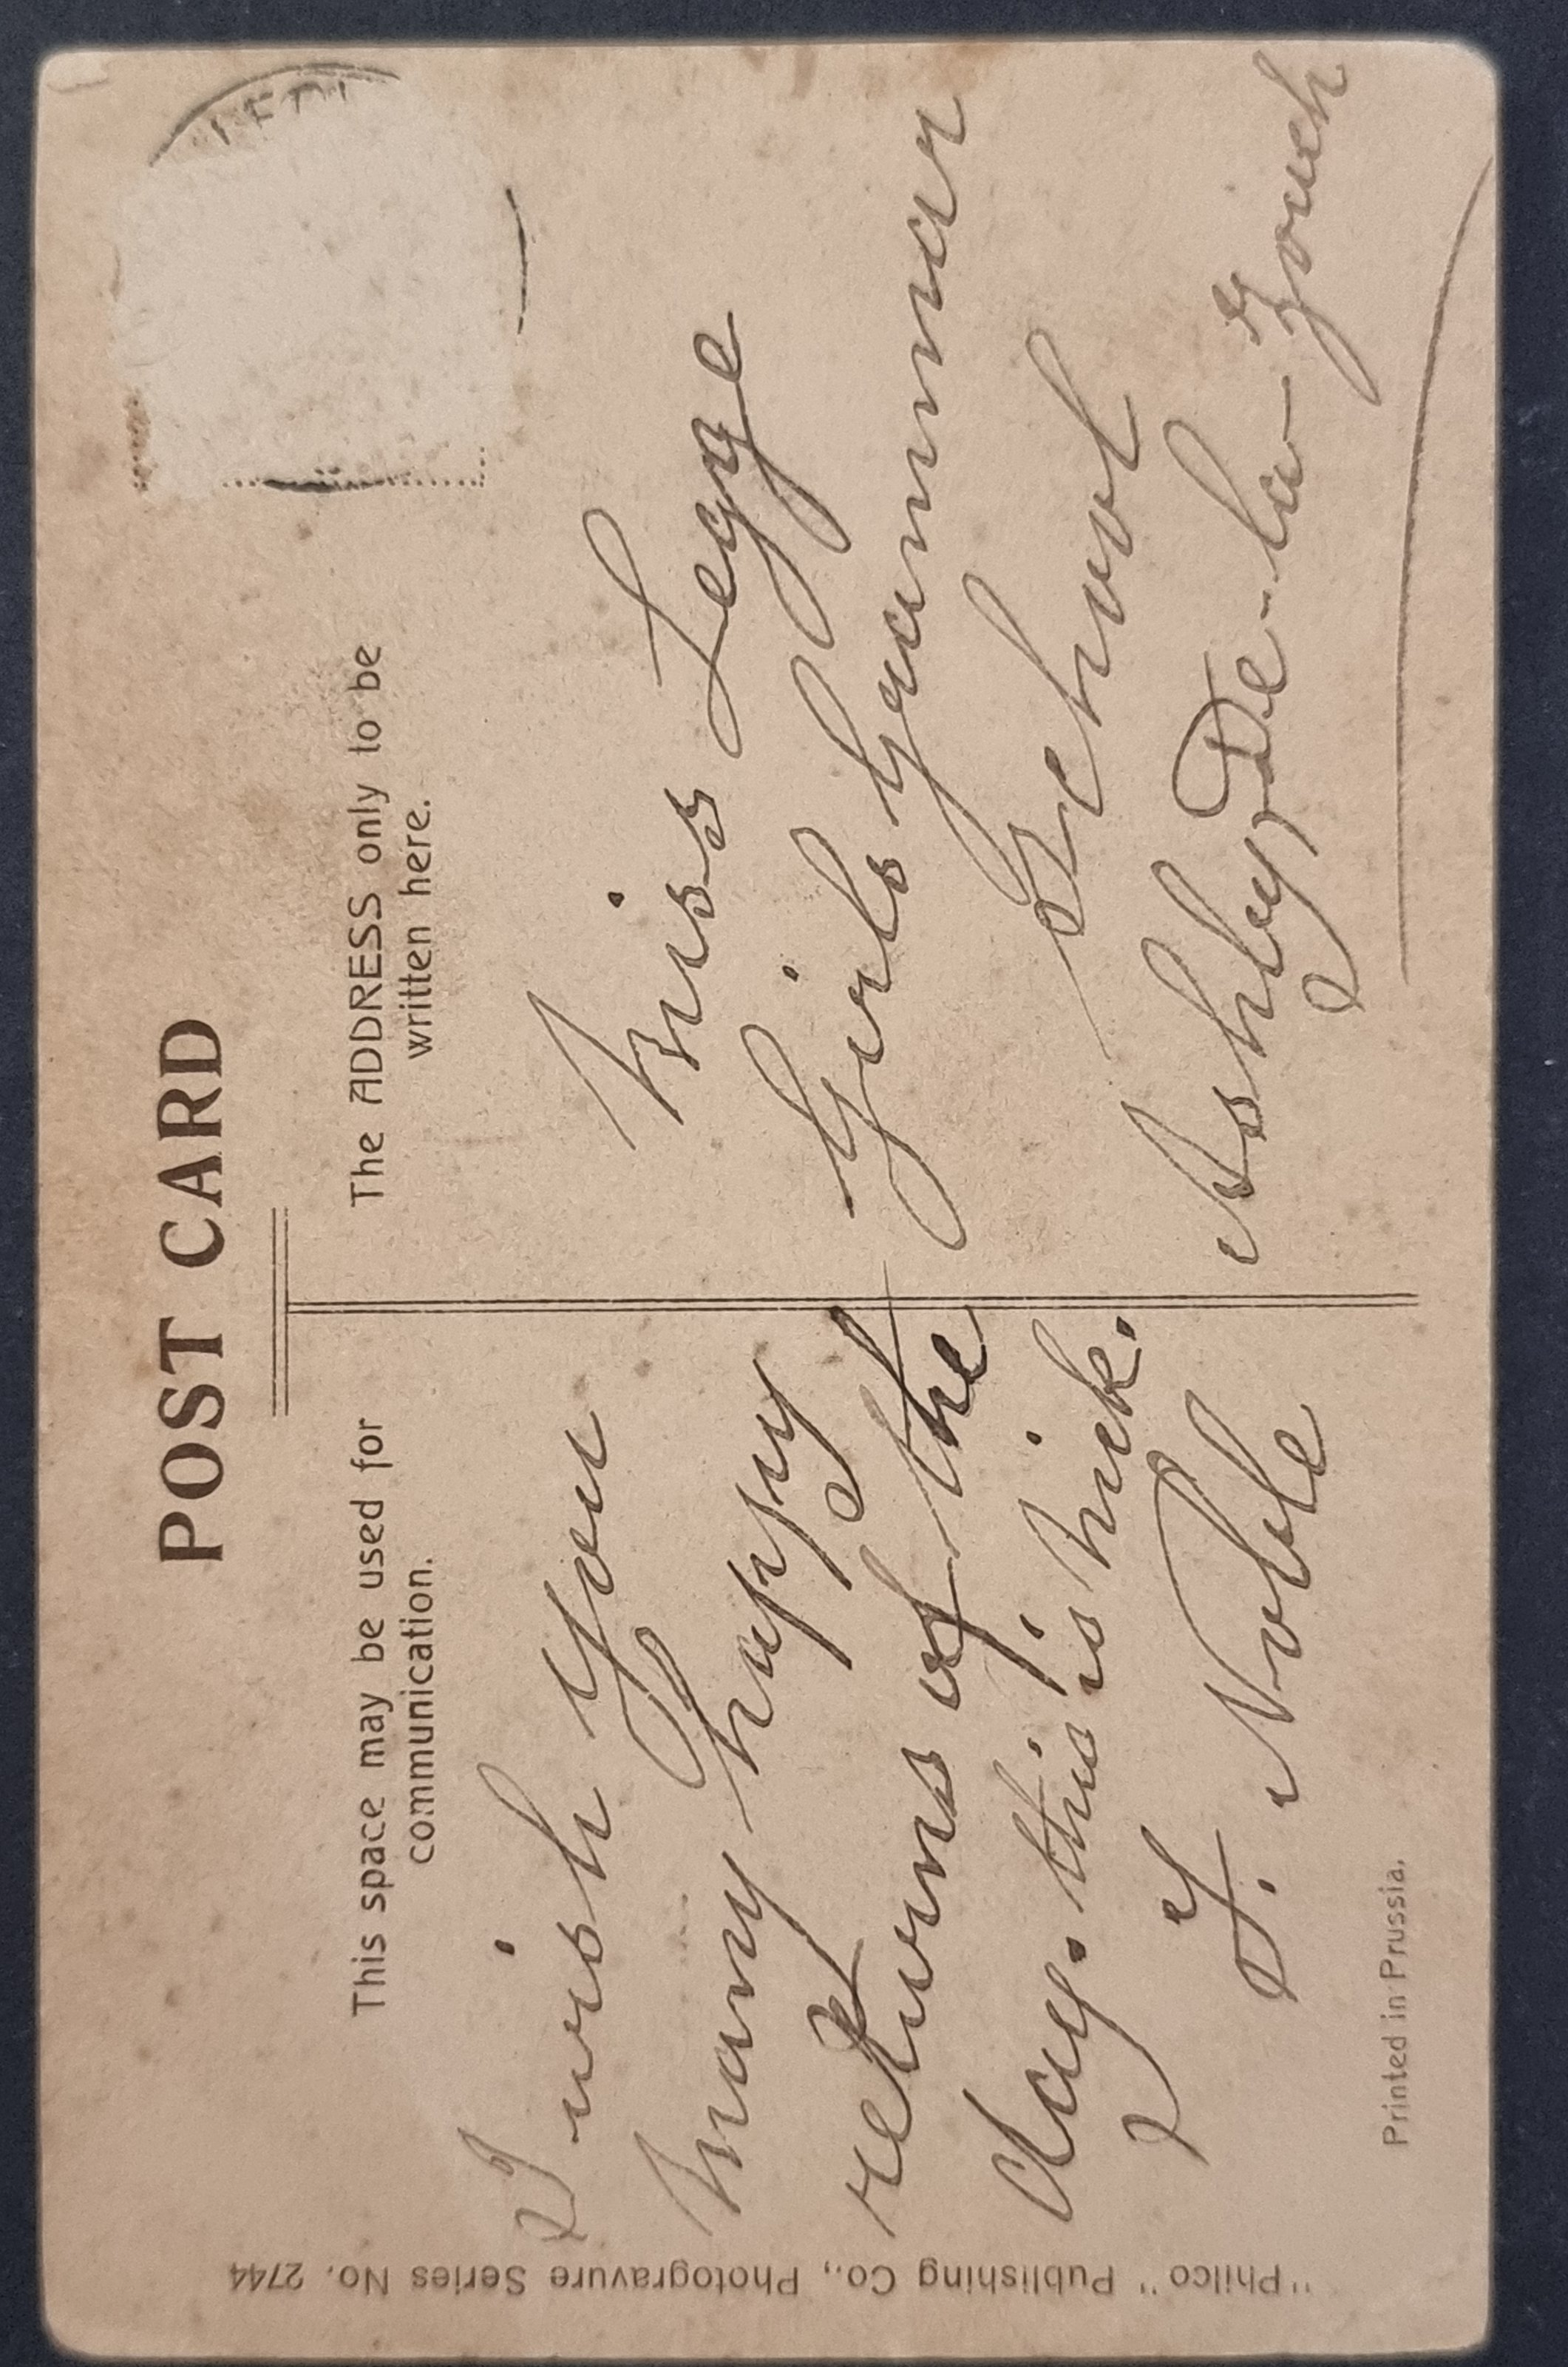 POST CARD
This space may be used for
communication.
The ADDRESS only to be
written here.
I wish you
many happy
returns of the
day. this is Nick.
F. Noble
Miss Legge
Girls Grammar
School
Ashby De-la-Zouch
Printed in Prussia.
"Philco" Publishing Co., Photogravure Series No. 2744